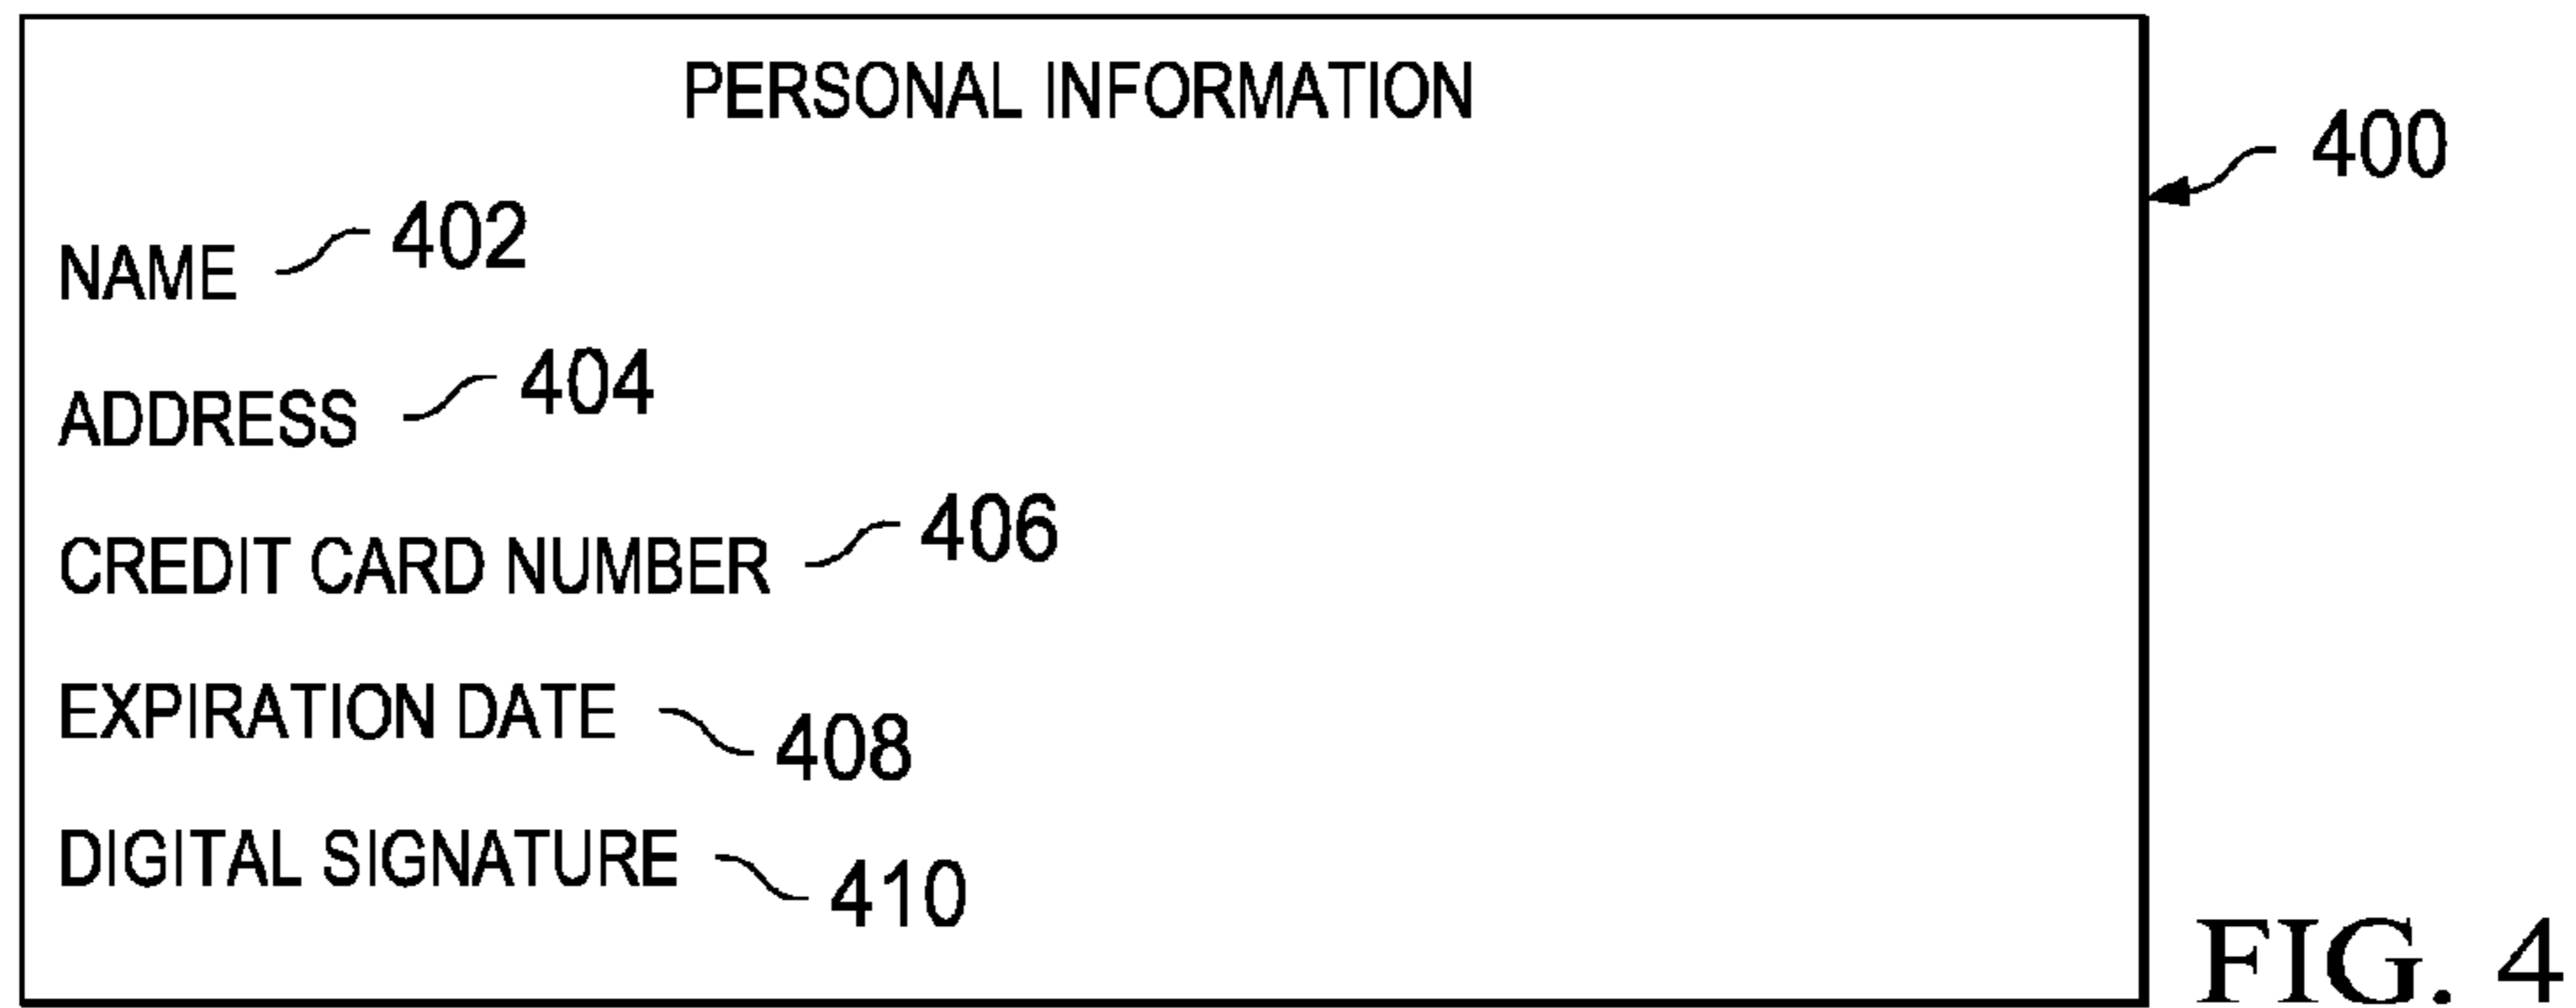 PERSONAL INFORMATION
400
NAME 402
ADDRESS 404
CREDIT CARD NUMBER 406
EXPIRATION DATE 408
DIGITAL SIGNATURE 410
FIG. 4